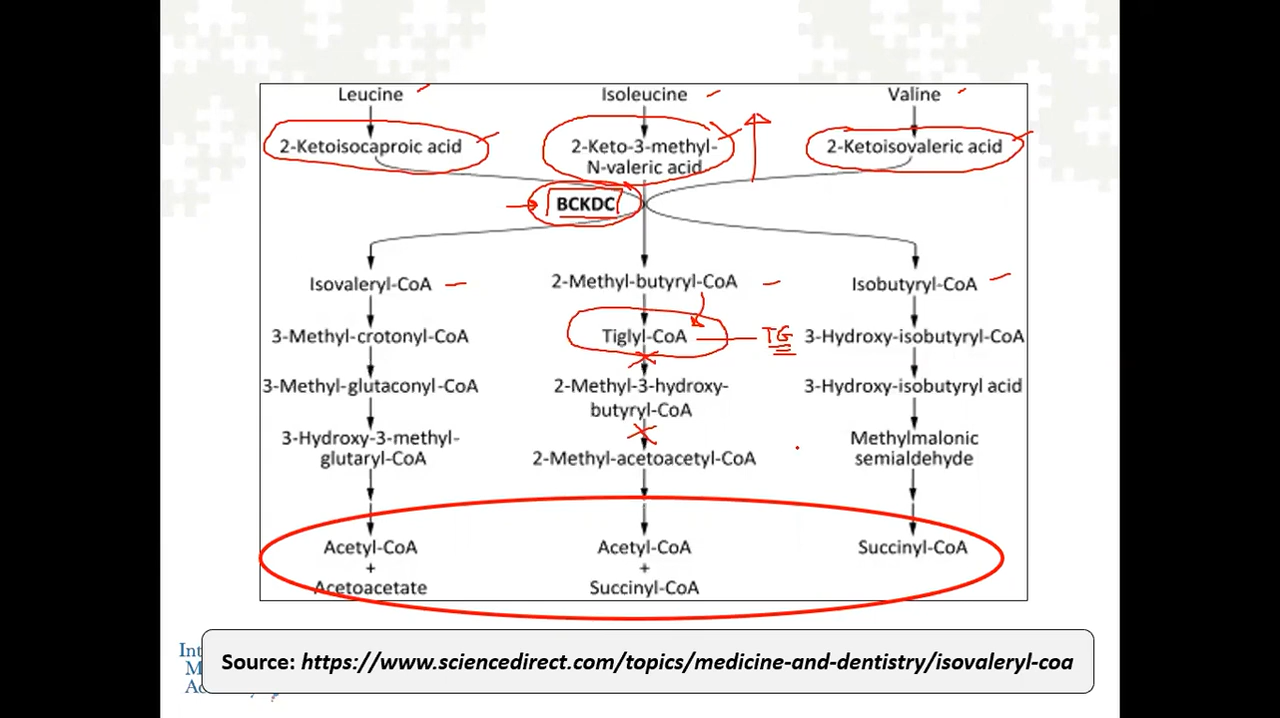 Leucine
Isoleucine
Valine
2-Ketoisocaproic acid
2-Keto-3-methyl-
N-valeric acid
2-Ketoisovaleric acid
BCKDC
Isovaleryl-CoA
2-Methyl-butyryl-CoA
Isobutyryl-CoA
3-Methyl-crotonyl-CoA
Tiglyl-CoA
TG
3-Hydroxy-isobutyryl-CoA
3-Methyl-glutaconyl-CoA
2-Methyl-3-hydroxy-
butyryl-CoA
3-Hydroxy-isobutyryl acid
3-Hydroxy-3-methyl-
glutaryl-CoA
2-Methyl-acetoacetyl-CoA
Methylmalonic
semialdehyde
Acetyl-CoA
+
Acetoacetate
Acetyl-CoA
+
Succinyl-CoA
Succinyl-CoA
Source: https://www.sciencedirect.com/topics/medicine-and-dentistry/isovaleryl-coa